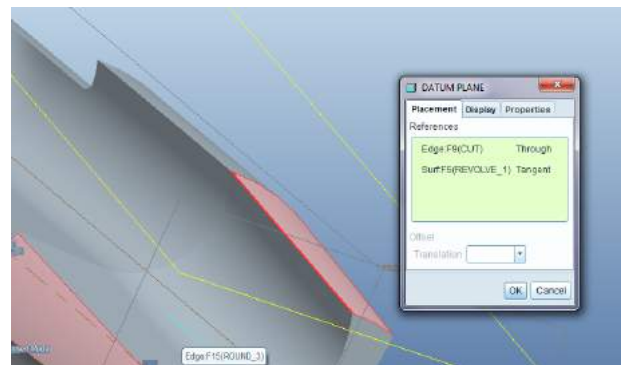 DATUM PLANE
Placement Display Properties
References
Edge:F9(CUT) Through
Surf:F5(REVOLVE_1) Tangent
Offset
Translation
OK Cancel
Edge:F15(ROUND_3)